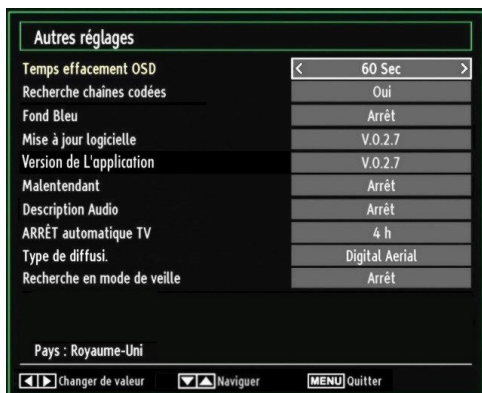 Autres réglages
Temps effacement OSD < 60 Sec >
Recherche chaînes codées Oui
Fond Bleu Arrêt
Mise à jour logicielle V.0.2.7
Version de L'application V.0.2.7
Malentendant Arrêt
Description Audio Arrêt
ARRÊT automatique TV 4 h
Type de diffusi. Digital Aerial
Recherche en mode de veille Arrêt
Pays : Royaume-Uni
Changer de valeur Naviguer MENU Quitter